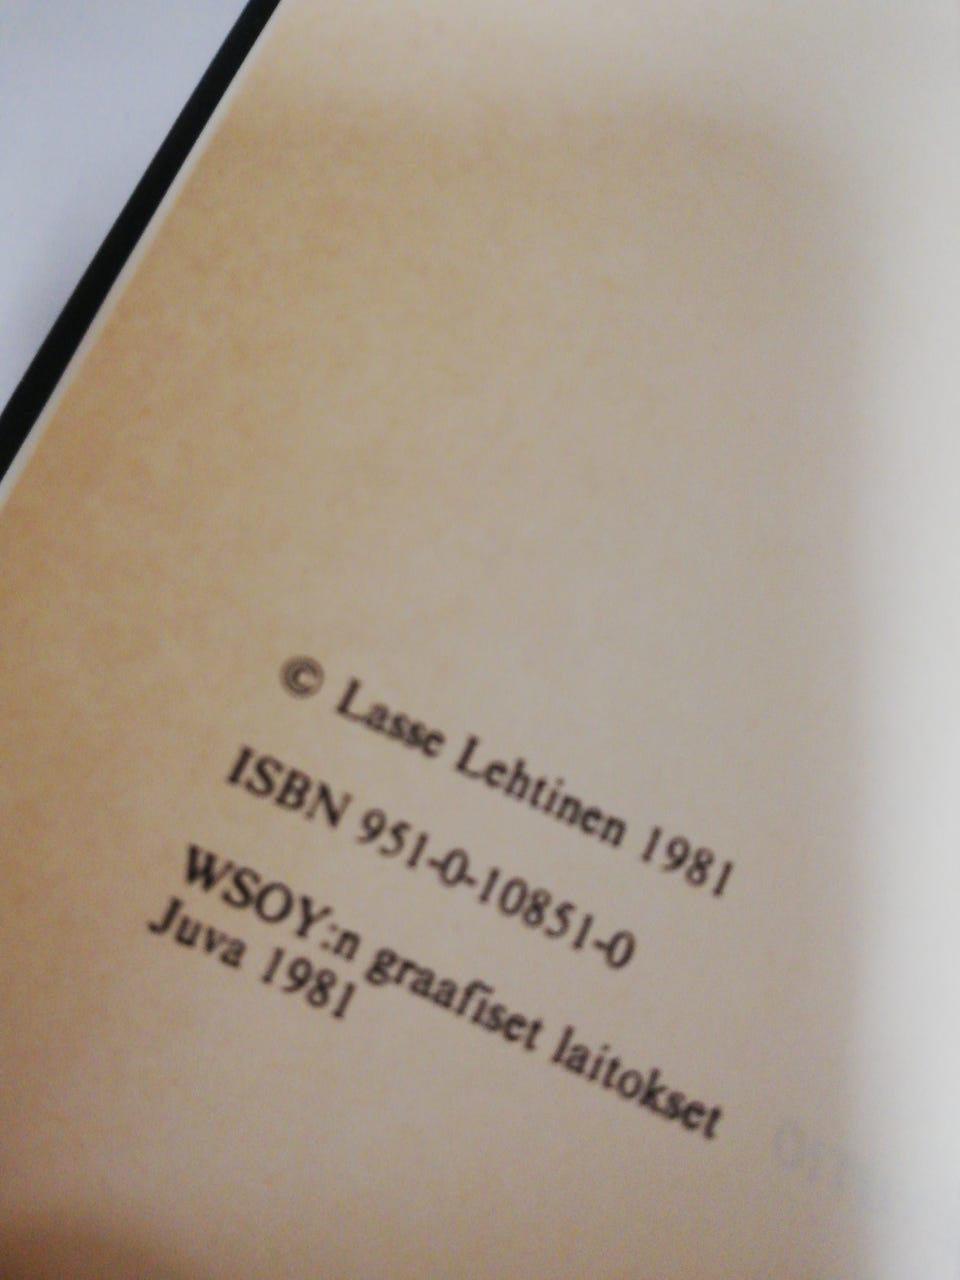 © Lasse Lehtinen 1981
ISBN 951-0-10851-0
WSOY:n graafiset laitokset
Juva 1981